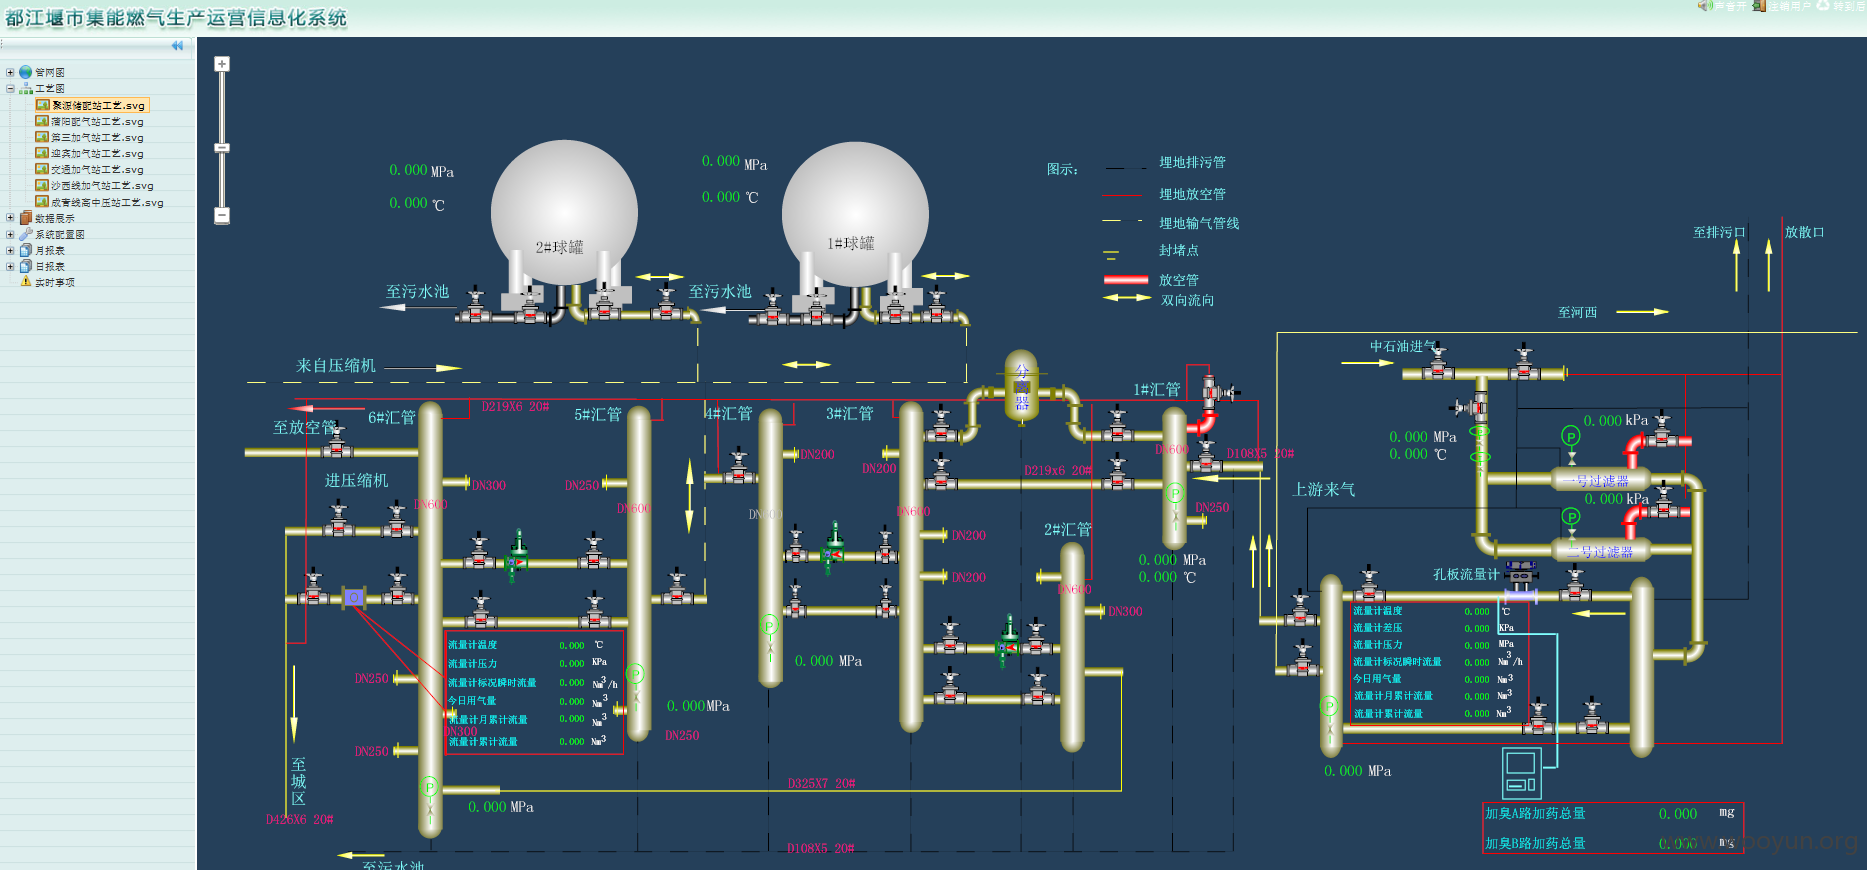 都江堰市集能燃气生产运营信息化系统
声音开 注销用户
管网图
工艺图
聚源储配站工艺.svg
蒲阳配气站工艺.svg
第三加气站工艺.svg
迎宾加气站工艺.svg
交通加气站工艺.svg
沙西线加气站工艺.svg
成青线高中压站工艺.svg
数据展示
系统配置图
月报表
日报表
实时事项
0.000 MPa
0.000 ℃
2#球罐
0.000 MPa
0.000 ℃
1#球罐
图示:
埋地排污管
埋地放空管
埋地输气管线
封堵点
放空管
双向流向
至污水池
至污水池
来自压缩机
至排污口
放散口
至河西
中石油进气
至放空管
6#汇管
D219X6 20#
5#汇管
4#汇管
3#汇管
分离器
1#汇管
进压缩机
DN600
DN300
DN250
DN600
DN600
DN200
DN200
DN600
D219x6 20#
DN600
D108X5 20#
DN250
上游来气
0.000 MPa
0.000 ℃
0.000 kPa
一号过滤器
0.000 kPa
二号过滤器
孔板流量计
DN200
DN200
2#汇管
DN600
DN300
0.000 MPa
0.000 ℃
流量计温度 0.000 ℃
流量计压力 0.000 KPa
流量计标况瞬时流量 0.000 Nm3/h
今日用气量 0.000 Nm3
流量计月累计流量 0.000 Nm3
流量计累计流量 0.000 Nm3
DN250
DN300
DN250
0.000 MPa
DN250
0.000 MPa
流量计温度 0.000 ℃
流量计差压 0.000 KPa
流量计压力 0.000 MPa
流量计标况瞬时流量 0.000 Nm3/h
今日用气量 0.000 Nm3
流量计月累计流量 0.000 Nm3
流量计累计流量 0.000 Nm3
至城区
D426X6 20#
0.000 MPa
D325X7 20#
0.000 MPa
D108X5 20#
至污水池
加臭A路加药总量 0.000 mg
加臭B路加药总量 0.000 mg